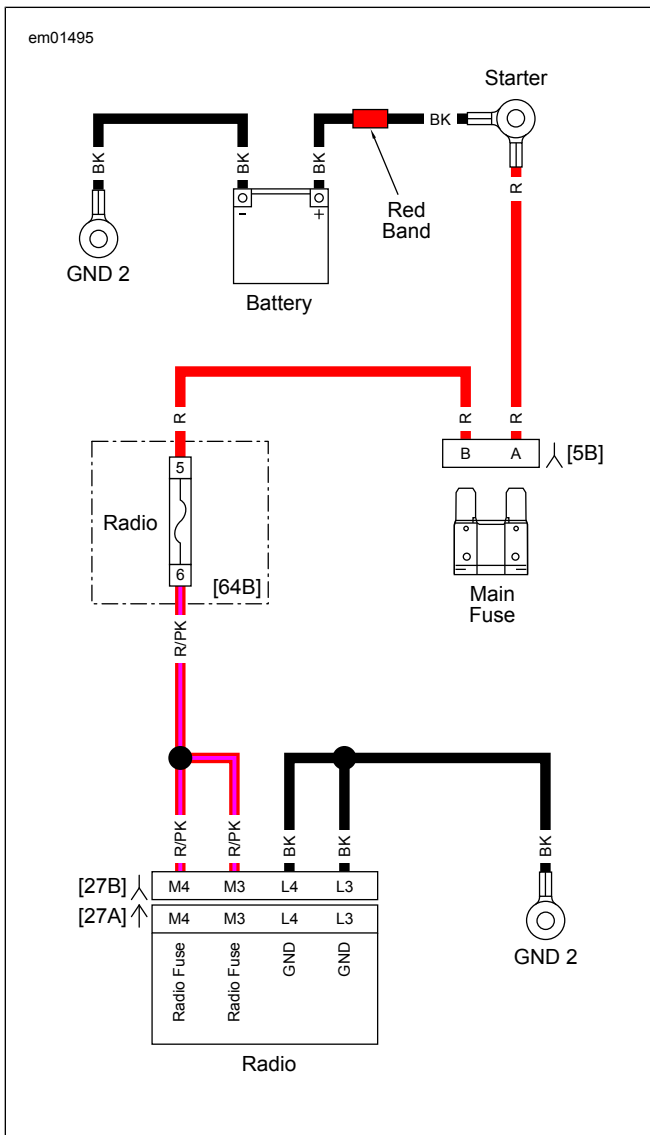 em01495
Starter
BK
BK
BK
BK
R
-
+
Red
Band
GND 2
Battery
R
R
R
B
A
[5B]
5
Radio
6
[64B]
Main
Fuse
R/PK
R/PK
R/PK
BK
BK
BK
[27B]
M4
M3
L4
L3
[27A]
M4
M3
L4
L3
Radio Fuse
Radio Fuse
GND
GND
GND 2
Radio